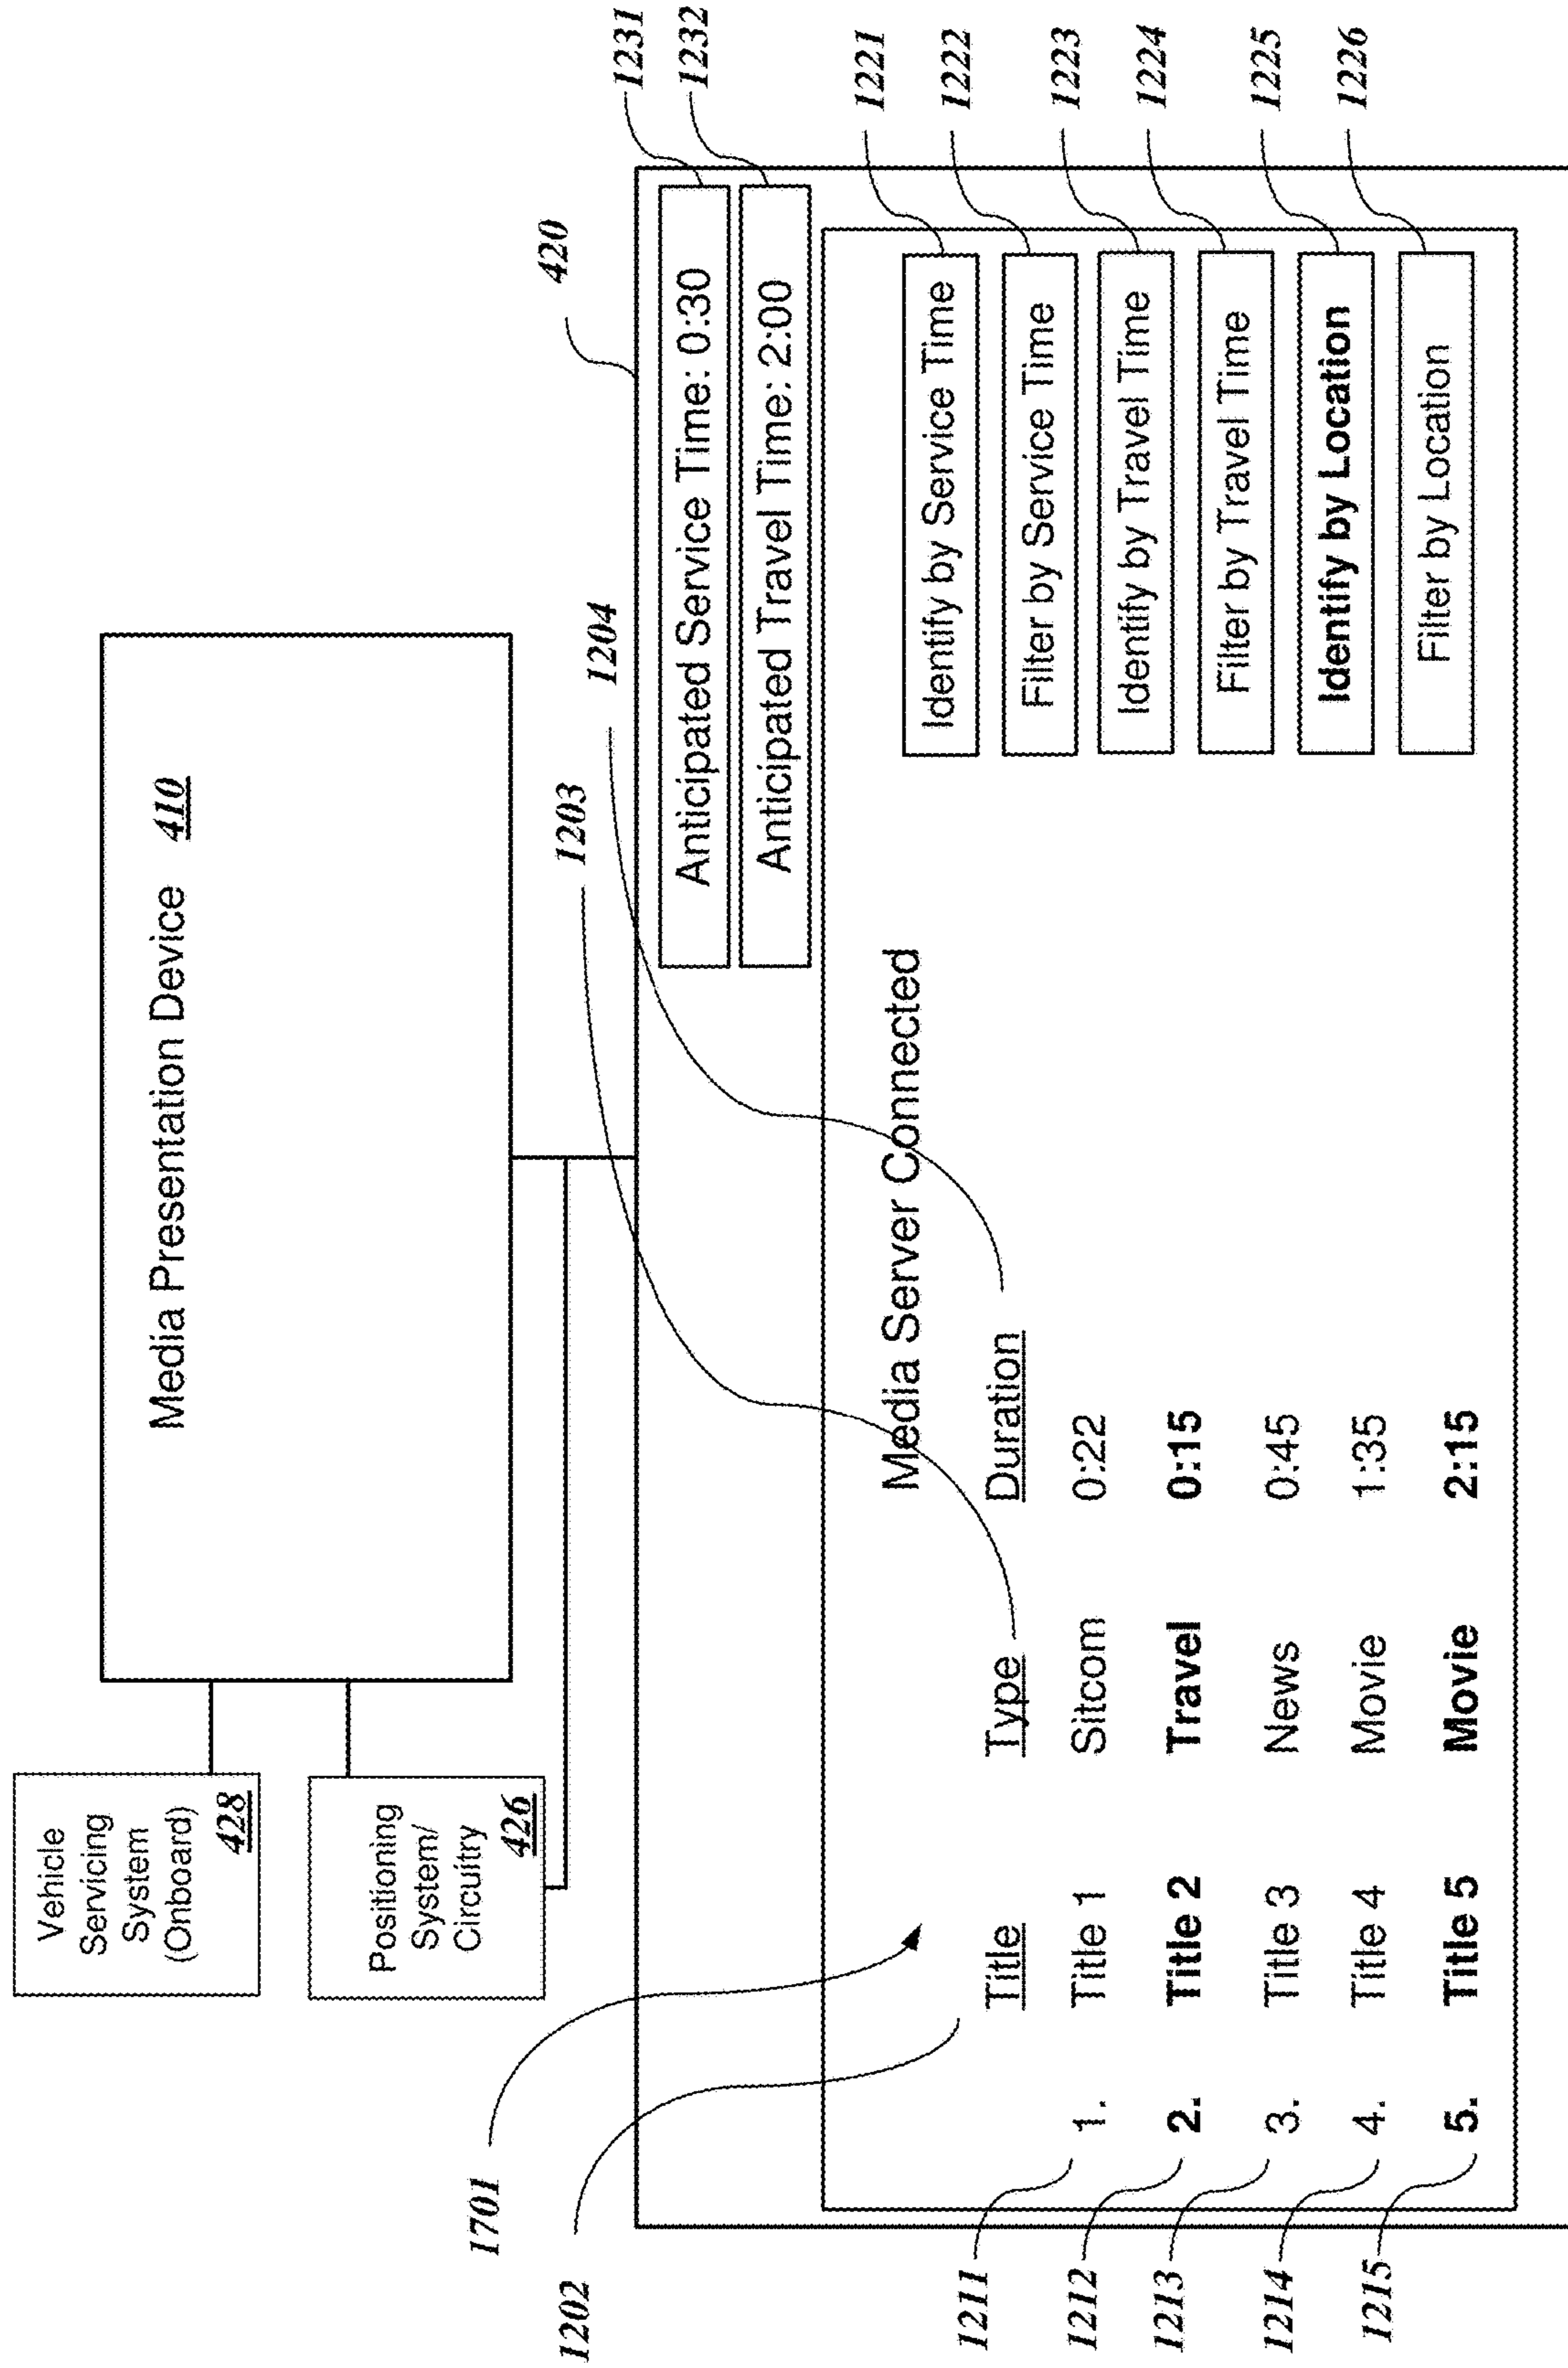 Vehicle
Servicing
System
(Onboard)
428
Positioning
System/
Circuitry
426
Media Presentation Device 410
1701
1202
1203
1204
420
1231
1232
Anticipated Service Time: 0:30
Anticipated Travel Time: 2:00
Media Server Connected
Title Type Duration
1211 1. Title 1 Sitcom 0:22
1212 2. Title 2 Travel 0:15
1213 3. Title 3 News 0:45
1214 4. Title 4 Movie 1:35
1215 5. Title 5 Movie 2:15
Identify by Service Time 1221
Filter by Service Time 1222
Identify by Travel Time 1223
Filter by Travel Time 1224
Identify by Location 1225
Filter by Location 1226